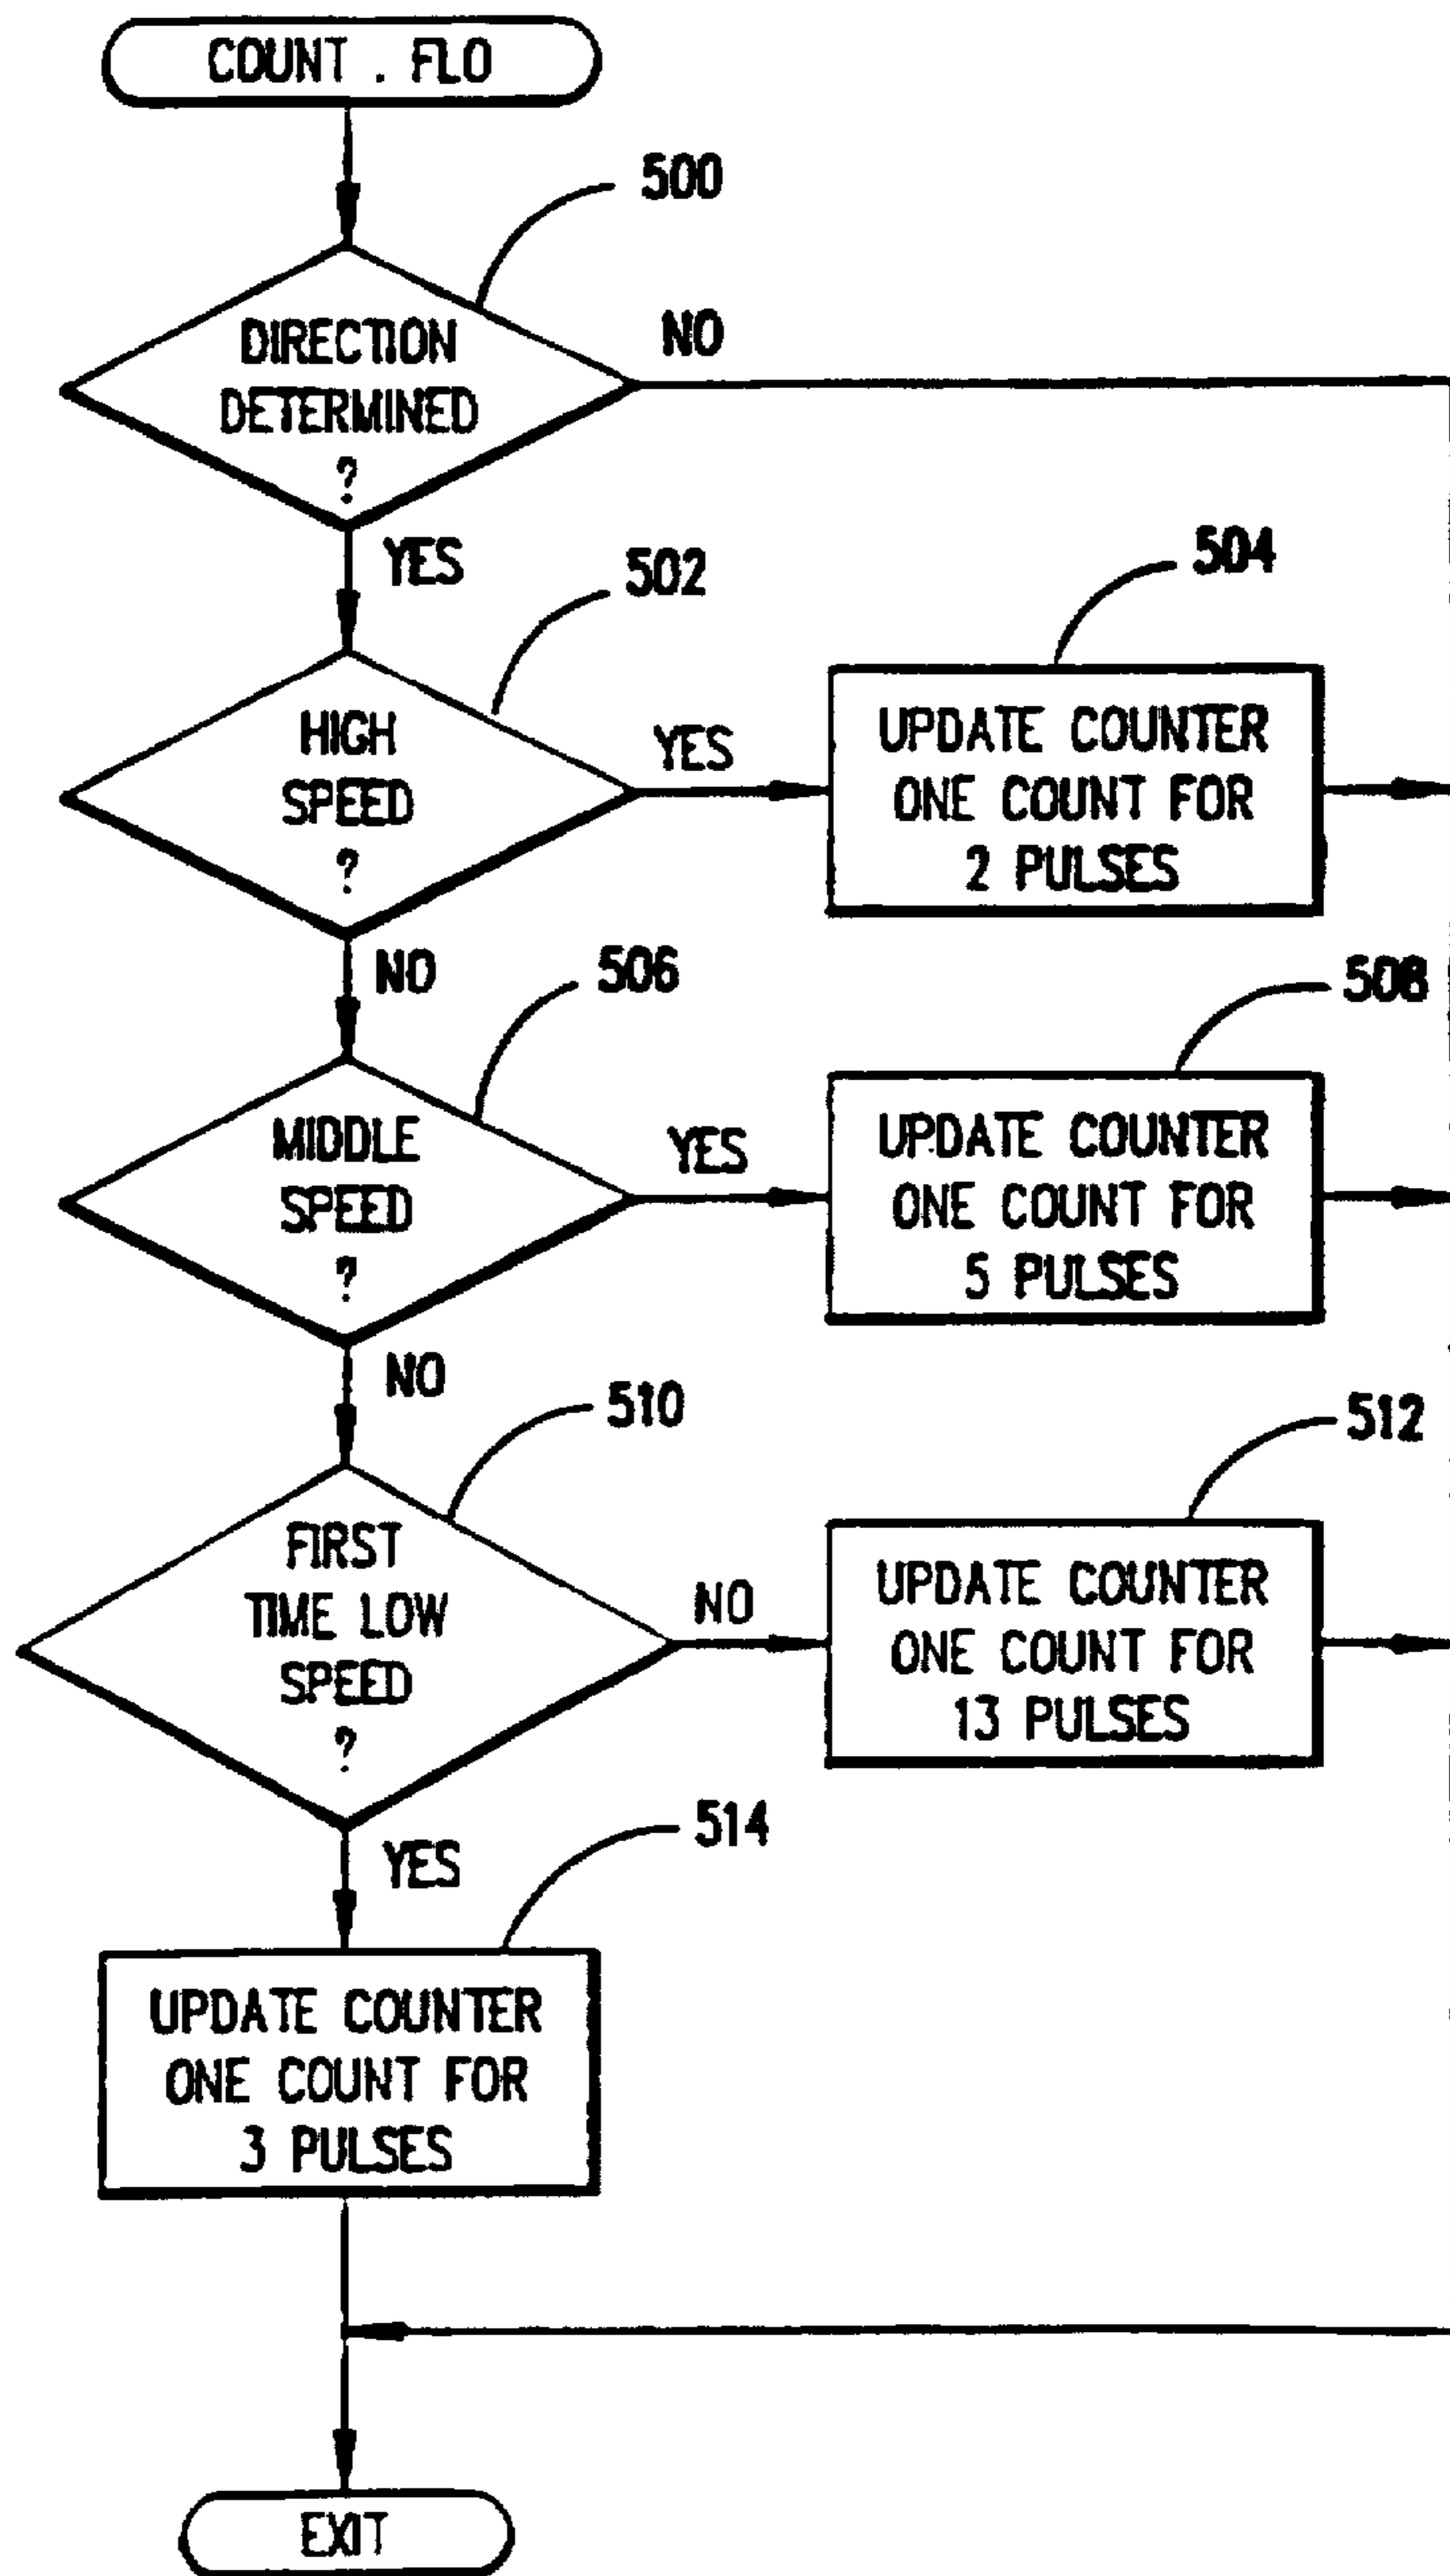 COUNT . FLO
500
DIRECTION
DETERMINED
?
NO
YES
502
504
HIGH
SPEED
?
YES
UPDATE COUNTER
ONE COUNT FOR
2 PULSES
NO
506
508
MIDDLE
SPEED
?
YES
UPDATE COUNTER
ONE COUNT FOR
5 PULSES
NO
510
512
FIRST
TIME LOW
SPEED
?
NO
UPDATE COUNTER
ONE COUNT FOR
13 PULSES
YES
514
UPDATE COUNTER
ONE COUNT FOR
3 PULSES
EXIT